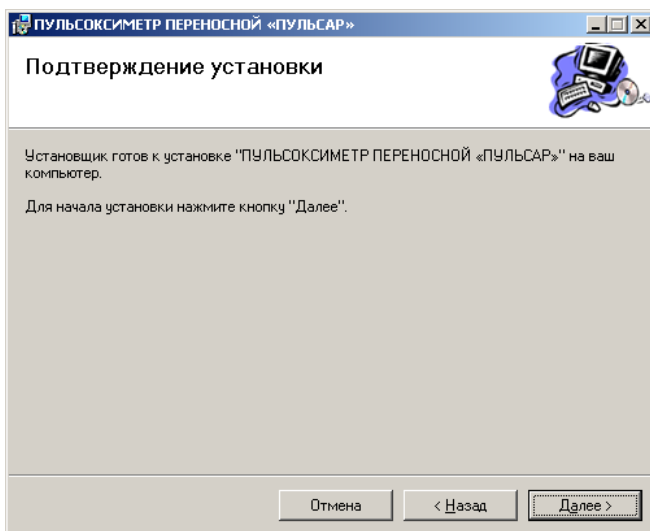 ПУЛЬСОКСИМЕТР ПЕРЕНОСНОЙ «ПУЛЬСАР»
Подтверждение установки
Установщик готов к установке "ПУЛЬСОКСИМЕТР ПЕРЕНОСНОЙ «ПУЛЬСАР»" на ваш
компьютер.
Для начала установки нажмите кнопку "Далее".
Отмена
< Назад
Далее >